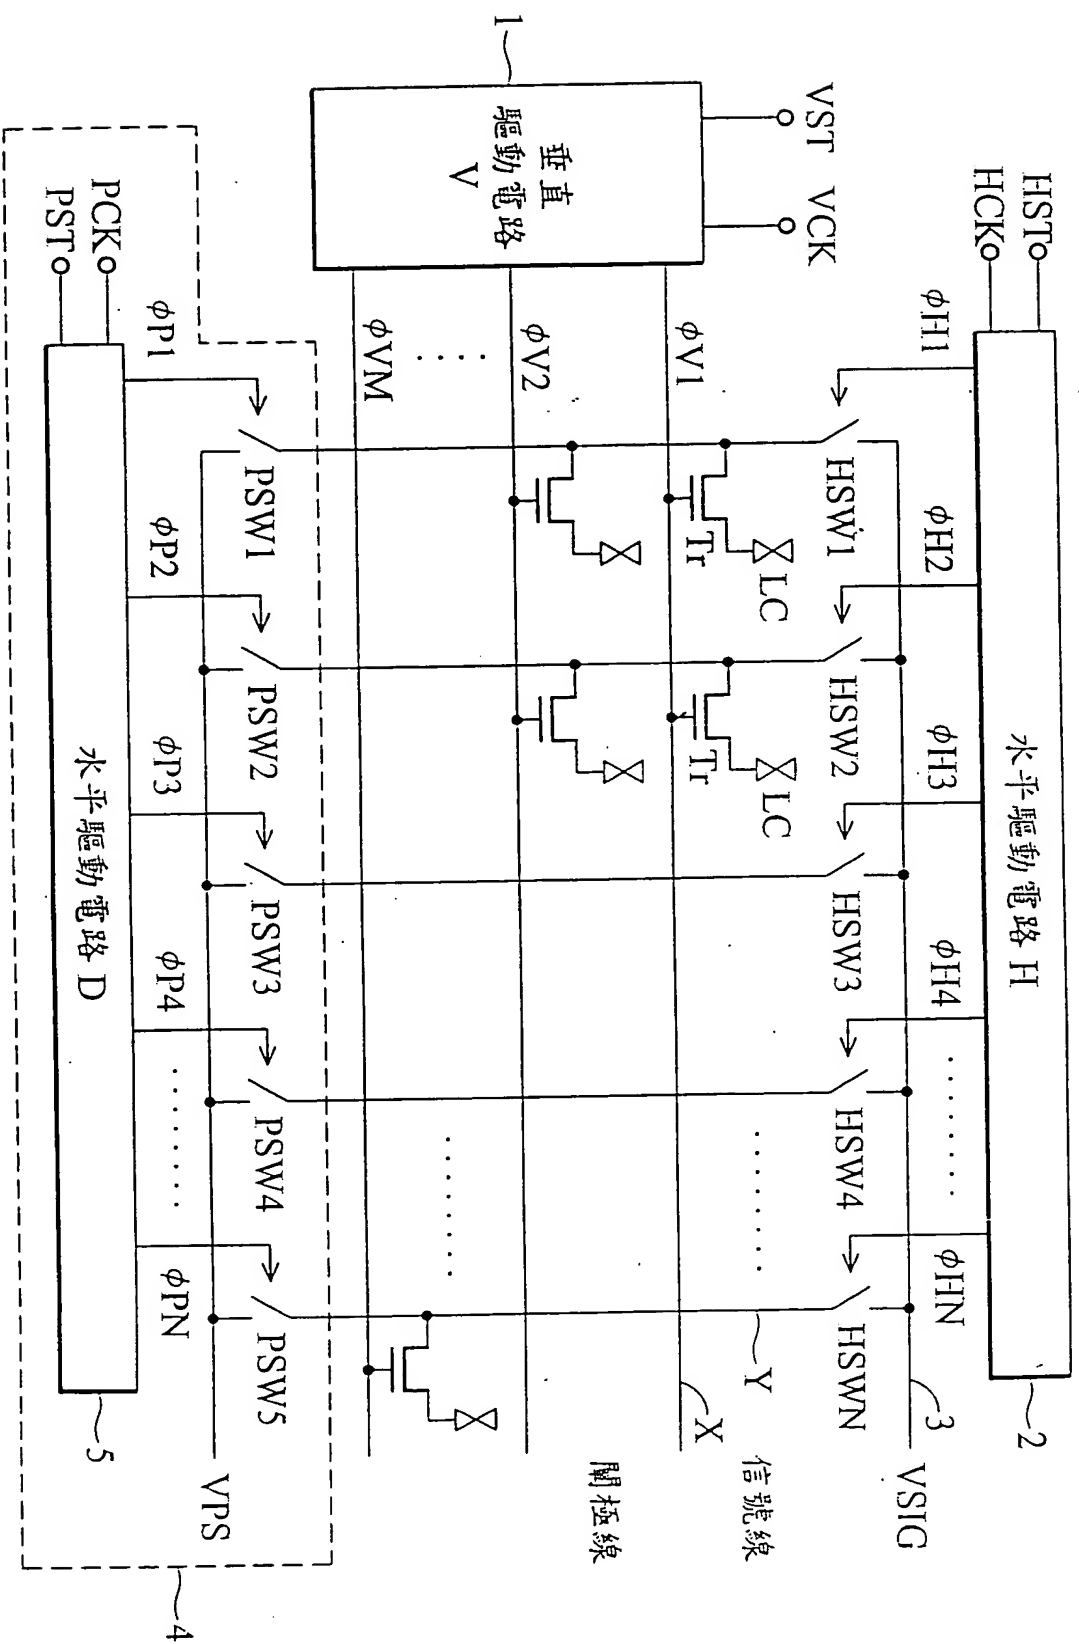 HST
HCK
水平驅動電路 H
2
φH1
φH2
φH3
φH4
........
φHN
3
VSIG
VST
VCK
HSW1
HSW2
HSW3
HSW4
HSWN
LC
LC
Tr
Tr
........
Y
信號線
1
垂直
驅動電路
V
φV1
X
φV2
閘極線
....
........
φVM
PSW1
PSW2
PSW3
PSW4
PSW5
VPS
φP1
φP2
φP3
φP4
........
φPN
4
PCK
PST
水平驅動電路 D
5